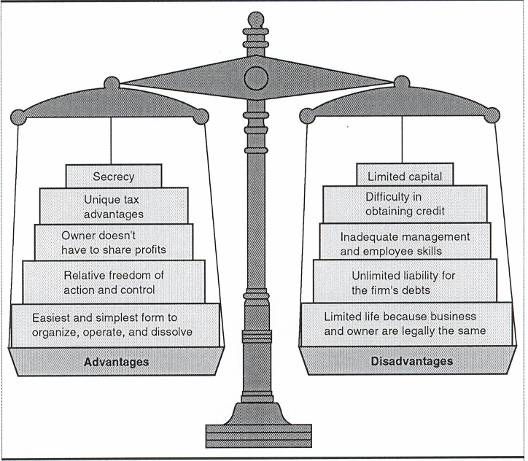 Secrecy
Unique tax
advantages
Owner doesn't
have to share profits
Relative freedom of
action and control
Easiest and simplest form to
organize, operate, and dissolve
Advantages
Limited capital
Difficulty in
obtaining credit
Inadequate management
and employee skills
Unlimited liability for
the firm's debts
Limited life because business
and owner are legally the same
Disadvantages